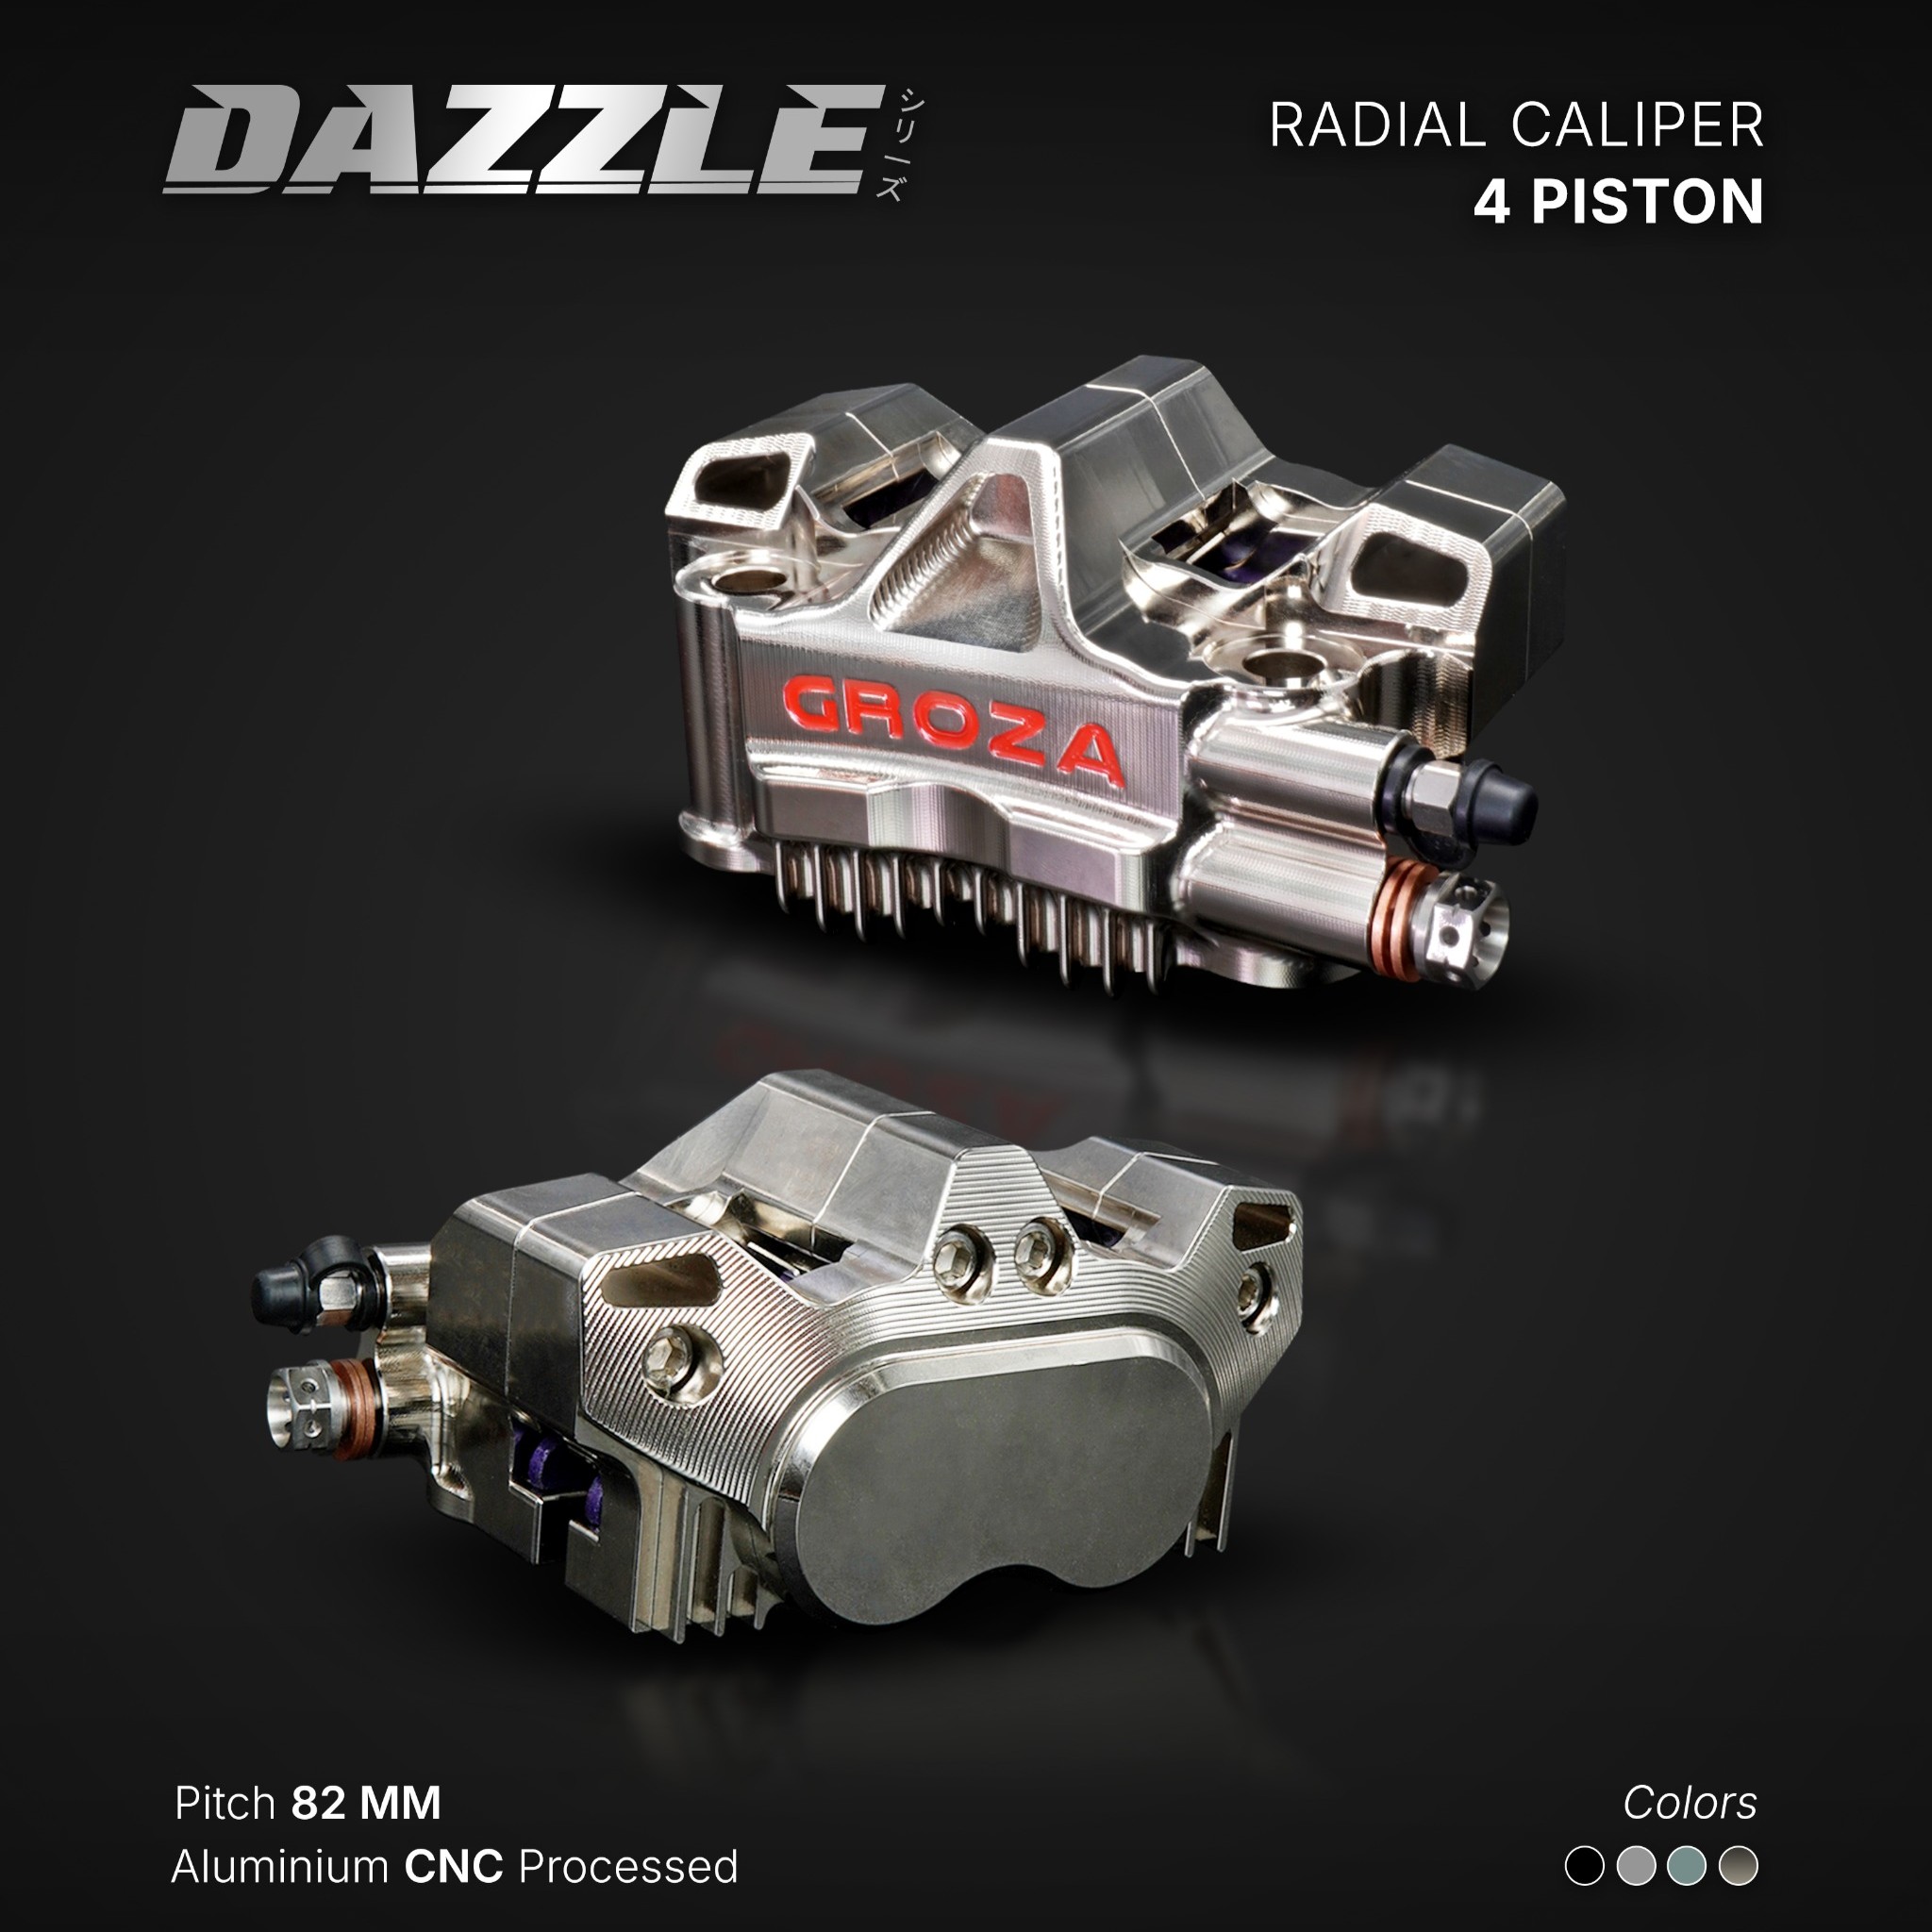 DAZZLE
シリーズ
RADIAL CALIPER
4 PISTON
GROZA
Pitch 82 MM
Aluminium CNC Processed
Colors